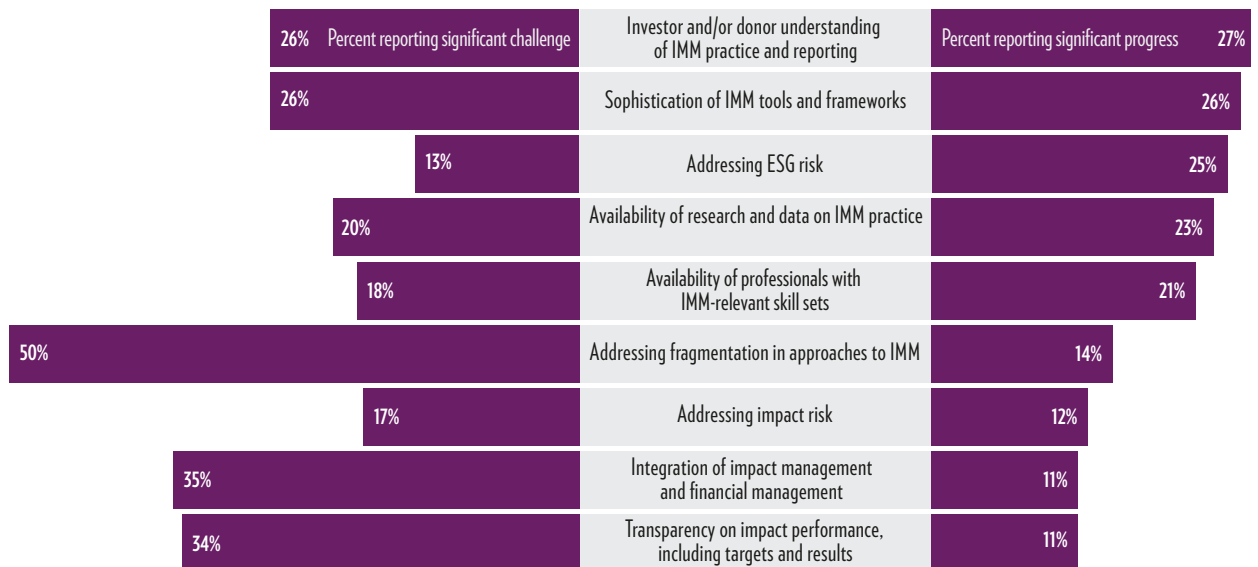 26% Percent reporting significant challenge
Investor and/or donor understanding
of IMM practice and reporting
Percent reporting significant progress 27%
26%
Sophistication of IMM tools and frameworks
26%
13%
Addressing ESG risk
25%
20%
Availability of research and data on IMM practice
23%
18%
Availability of professionals with
IMM-relevant skill sets
21%
50%
Addressing fragmentation in approaches to IMM
14%
17%
Addressing impact risk
12%
35%
Integration of impact management
and financial management
11%
34%
Transparency on impact performance,
including targets and results
11%